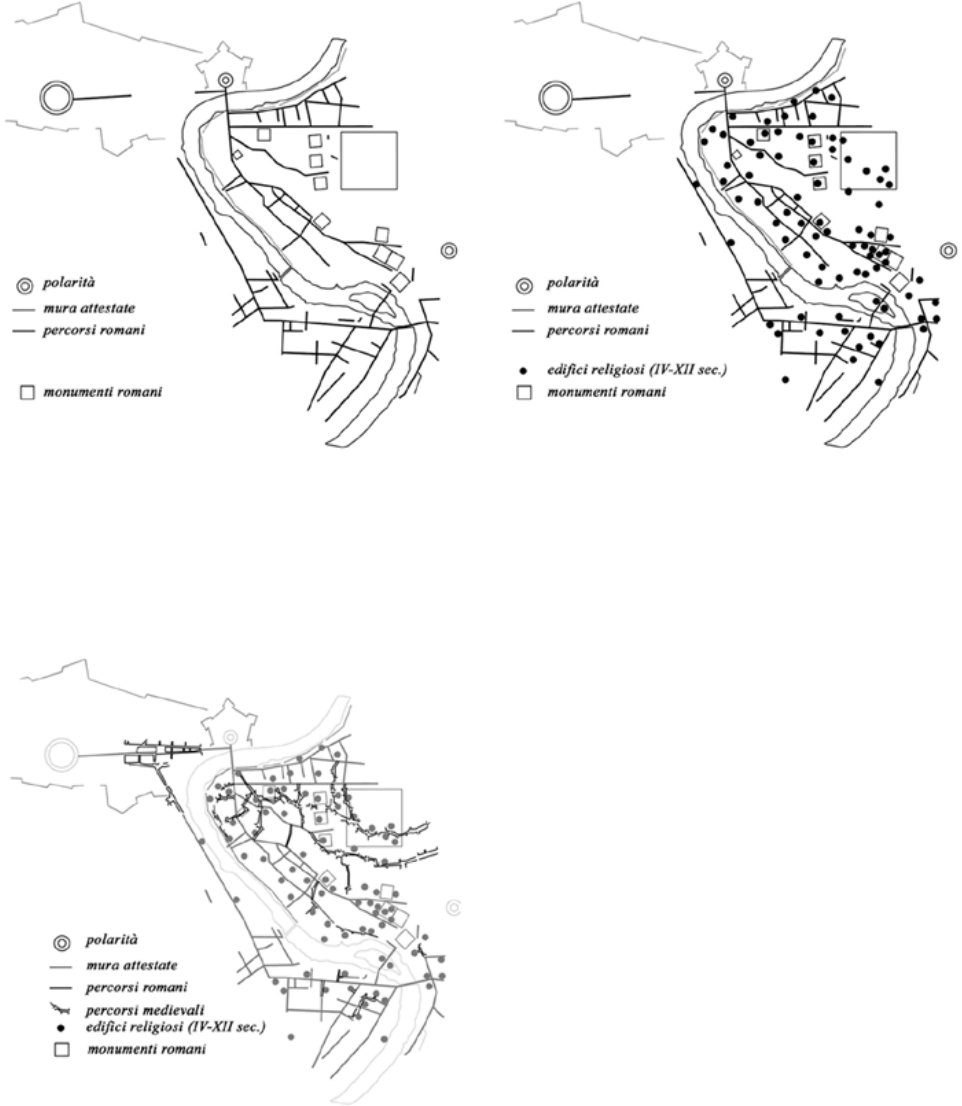 polarità
mura attestate
percorsi romani
monumenti romani
polarità
mura attestate
percorsi romani
edifici religiosi (IV-XII sec.)
monumenti romani
polarità
mura attestate
percorsi romani
percorsi medievali
edifici religiosi (IV-XII sec.)
monumenti romani